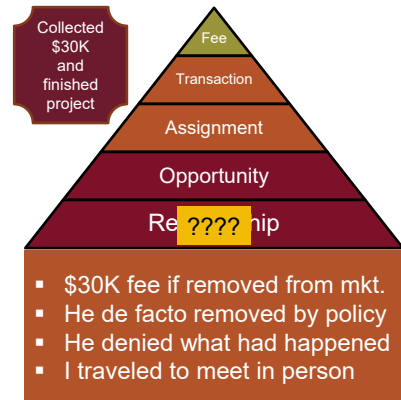 Collected
$30K
and
finished
project
Fee
Transaction
Assignment
Opportunity
Re ???? hip
▪ $30K fee if removed from mkt.
▪ He de facto removed by policy
▪ He denied what had happened
▪ I traveled to meet in person